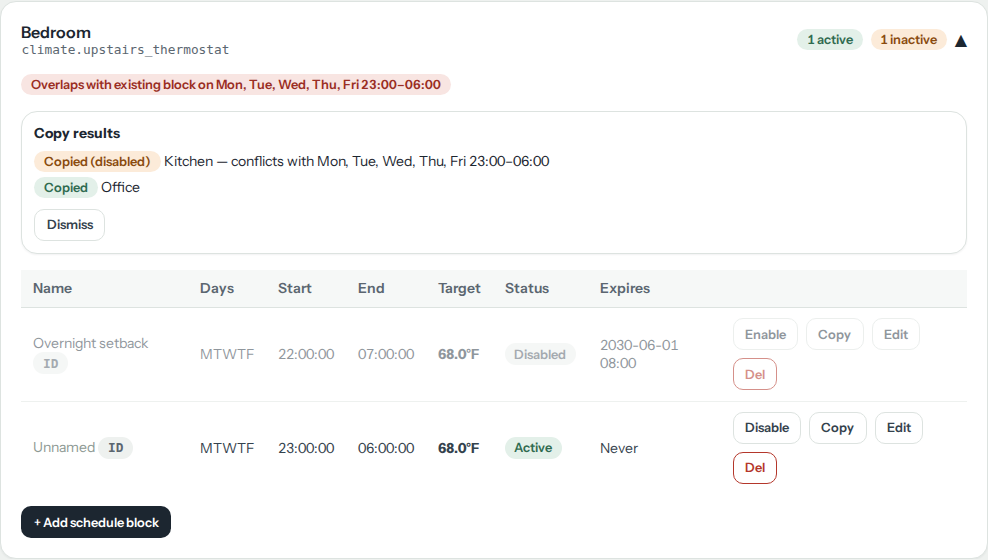 Bedroom
climate.upstairs_thermostat
1 active 1 inactive ▲
Overlaps with existing block on Mon, Tue, Wed, Thu, Fri 23:00–06:00
Copy results
Copied (disabled) Kitchen — conflicts with Mon, Tue, Wed, Thu, Fri 23:00–06:00
Copied Office
Dismiss
Name Days Start End Target Status Expires
Overnight setback ID MTWTF 22:00:00 07:00:00 68.0°F Disabled 2030-06-01 08:00 Enable Copy Edit Del
Unnamed ID MTWTF 23:00:00 06:00:00 68.0°F Active Never Disable Copy Edit Del
+ Add schedule block